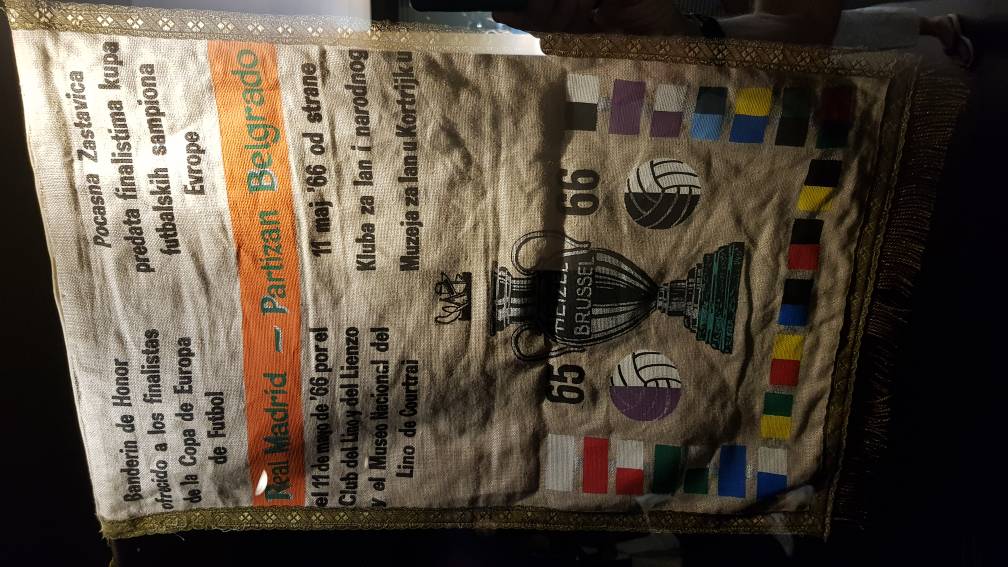 Banderin de Honor
ofrecido a los finalistas
de la Copa de Europa
de Futbol
Pocasna Zastavica
predata finalistima kupa
futbalskih sampiona
Evrope
Real Madrid — Partizan Belgrado
el 11 de mayo de '66 por el
Club del Lino y del Lienzo
y el Museo Nacional del
Lino de Courtrai
11 maj '66 od strane
Kluba za lan i narodnog
Muzeja za lan u Kortrijku
65 66
HEIZEL
BRUSSEL